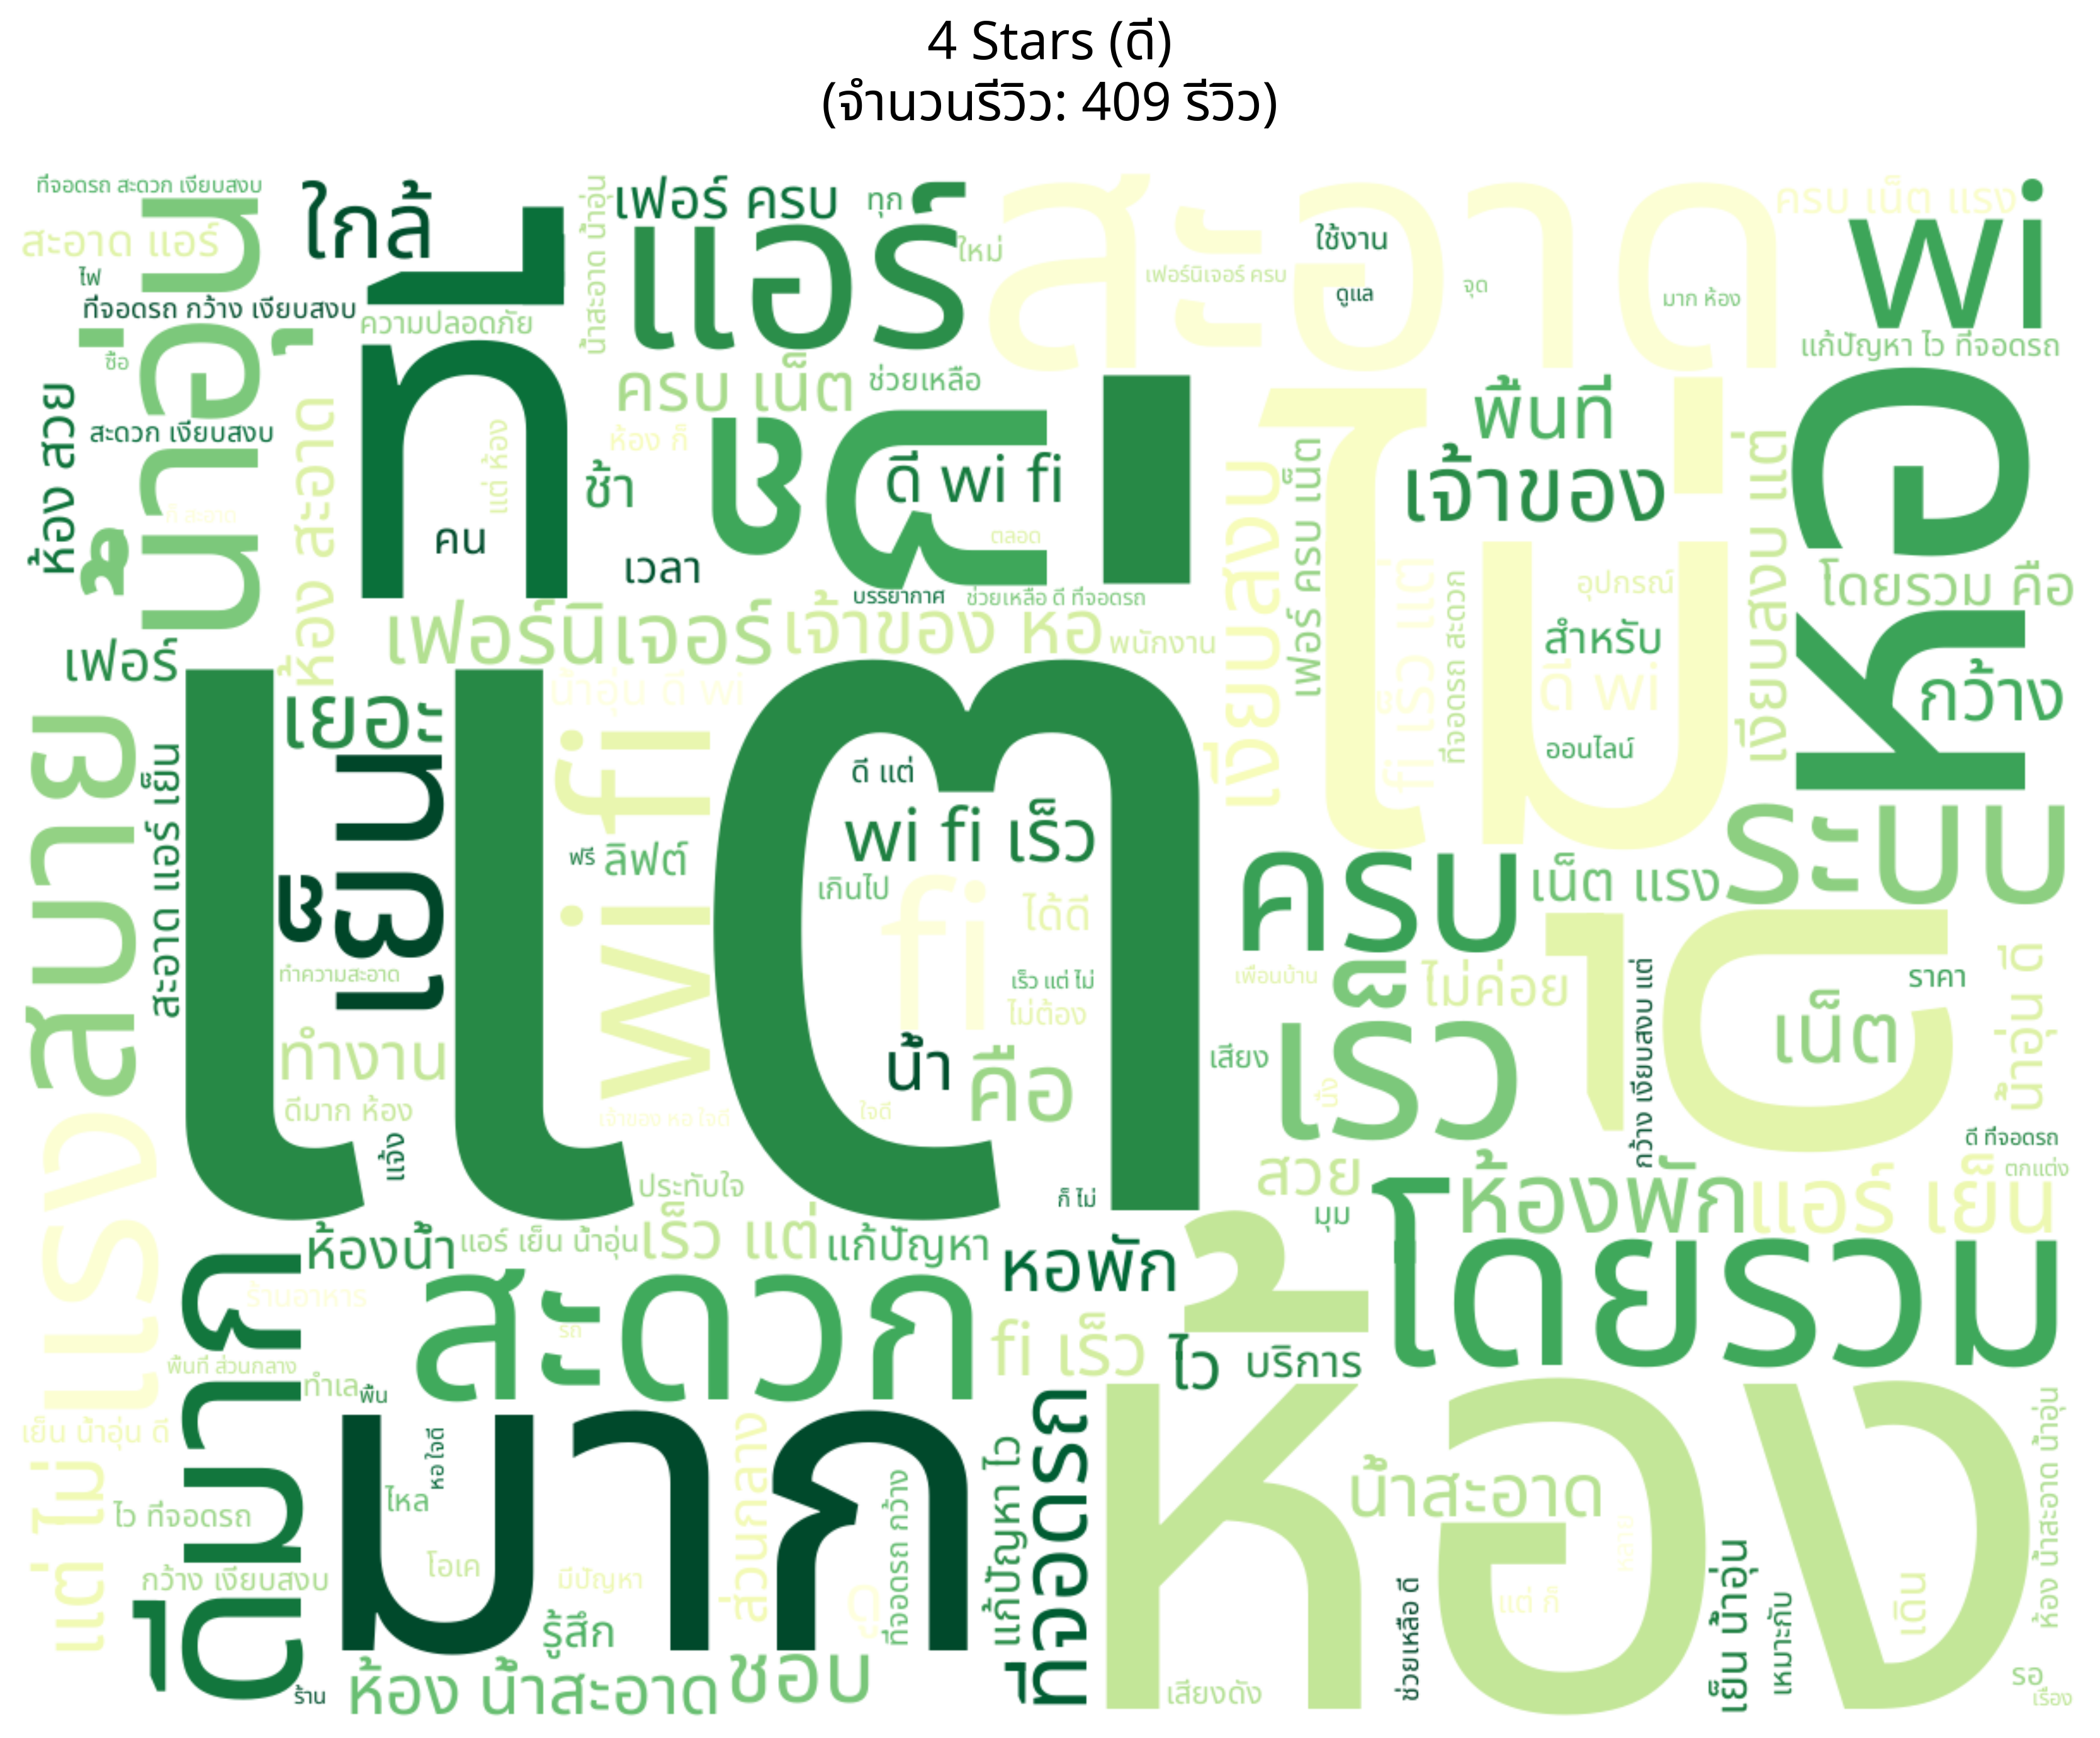 4 Stars (ดี)
(จำนวนรีวิว: 409 รีวิว)
ที่จอดรถ สะดวก เงียบสงบ
สะอาด แอร์
ไฟ
ที่จอดรถ กว้าง เงียบสงบ
ซื้อ
สะดวก เงียบสงบ
ห้อง สวย
น้ำอุ่น
ใกล้
ที่
ความปลอดภัย
น้ำสะอาด น้ำอุ่น
เฟอร์ ครบ
ทุก
แอร์
ใหม่
สะอาด
เฟอร์นิเจอร์ ครบ
ใช้งาน
ดูแล
จุด
มาก ห้อง
ครบ เน็ต แรง
wi
แก้ปัญหา ไว ที่จอดรถ
ห้อง สะอาด
แต่ ห้อง
คน
ครบ เน็ต
ช่วยเหลือ
ห้อง ก็
ช้า
เวลา
ดี wi fi
ตลอด
บรรยากาศ
ช่วยเหลือ ดี ที่จอดรถ
เงียบสงบ
เฟอร์ ครบ เน็ต
ไม่
พื้นที่
เจ้าของ
เงียบสงบ แต่
หอ
โดยรวม คือ
กว้าง
อุปกรณ์
สำหรับ
ดี wi
ออนไลน์
fi เร็ว แต่
ที่จอดรถ สะดวก
เฟอร์
เฟอร์นิเจอร์
เจ้าของ หอ
พนักงาน
น้ำอุ่น ดี wi
เยอะ
เย็น
wi fi
แต่
ฟรี
ลิฟต์
ดี แต่
wi fi เร็ว
เกินไป
fi
ได้ดี
เร็ว แต่ ไม่
ไม่ต้อง
น้ำ
คือ
ใจดี
ก็ ไม่
สบาย
สะอาด แอร์ เย็น
ทำความสะอาด
ทำงาน
ดีมาก ห้อง
แจ้ง
เจ้าของ หอ ใจดี
ประทับใจ
ครบ
เน็ต แรง
ระบบ
เพื่อนบ้าน
ไม่ค่อย
เสียง
เร็ว
กว้าง เงียบสงบ แต่
ได้
เน็ต
ราคา
น้ำอุ่น ดี
ดี ที่จอดรถ
ตกแต่ง
สวย
มุม
ห้องพัก
แอร์ เย็น
โดยรวม
แรง
ห้องน้ำ
แอร์ เย็น น้ำอุ่น
เร็ว แต่
แก้ปัญหา
หอพัก
ร้านอาหาร
สะดวก
รถ
fi เร็ว
ไว
บริการ
พื้นที่ ส่วนกลาง
ทำเล
พื้น
เย็น น้ำอุ่น ดี
แต่ ไม่
ไว ที่จอดรถ
กว้าง เงียบสงบ
ดีมาก
มาก
หอ ใจดี
ไหล
โอเค
มีปัญหา
รู้สึก
ส่วนกลาง
ดู
ที่จอดรถ กว้าง
แก้ปัญหา ไว
ที่จอดรถ
ร้าน
ห้อง น้ำสะอาด
ชอบ
ห้อง
น้ำสะอาด
แต่ ก็
เสียงดัง
ช่วยเหลือ ดี
เย็น น้ำอุ่น
เหมาะกับ
เดิน
ห้อง น้ำสะอาด น้ำอุ่น
รอ
เรื่อง